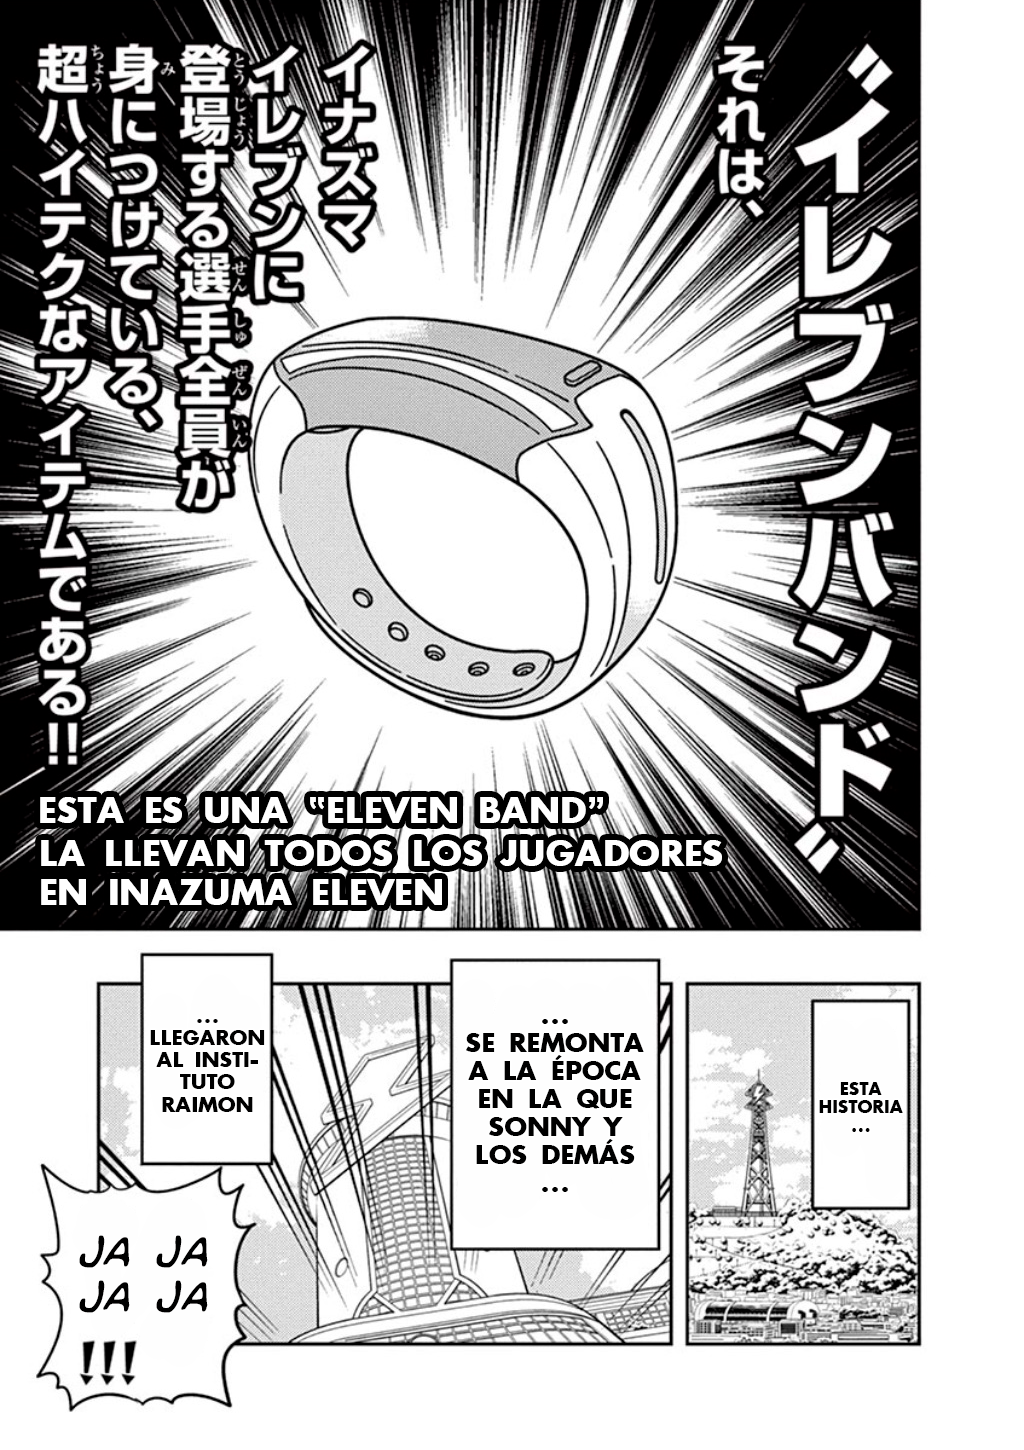 それは、
“イレブンバンド”
イナズマ
イレブンに
登場する選手全員が
身につけている、
超ハイテクなアイテムである!!
ESTA ES UNA “ELEVEN BAND”
LA LLEVAN TODOS LOS JUGADORES
EN INAZUMA ELEVEN
ESTA
HISTORIA
...
...
SE REMONTA
A LA ÉPOCA
EN LA QUE
SONNY Y
LOS DEMÁS
...
...
LLEGARON
AL INSTI-
TUTO
RAIMON
JA JA
JA JA
!!!